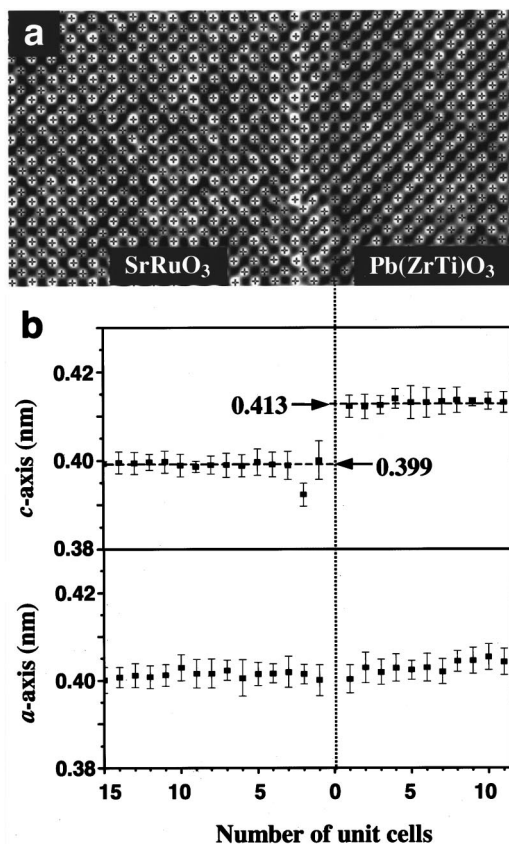 a
SrRuO3
Pb(ZrTi)O3
b
c-axis (nm)
0.42
0.40
0.38
0.413
0.399
a-axis (nm)
0.42
0.40
0.38
15 10 5 0 5 10
Number of unit cells